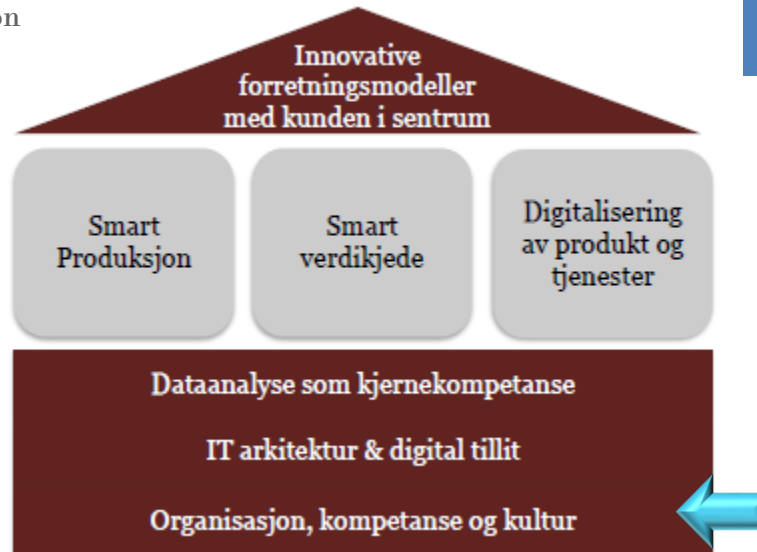 on
Innovative
forretningsmodeller
med kunden i sentrum
Smart
Produksjon
Smart
verdikjede
Digitalisering
av produkt og
tjenester
Dataanalyse som kjernekompetanse
IT arkitektur & digital tillit
Organisasjon, kompetanse og kultur